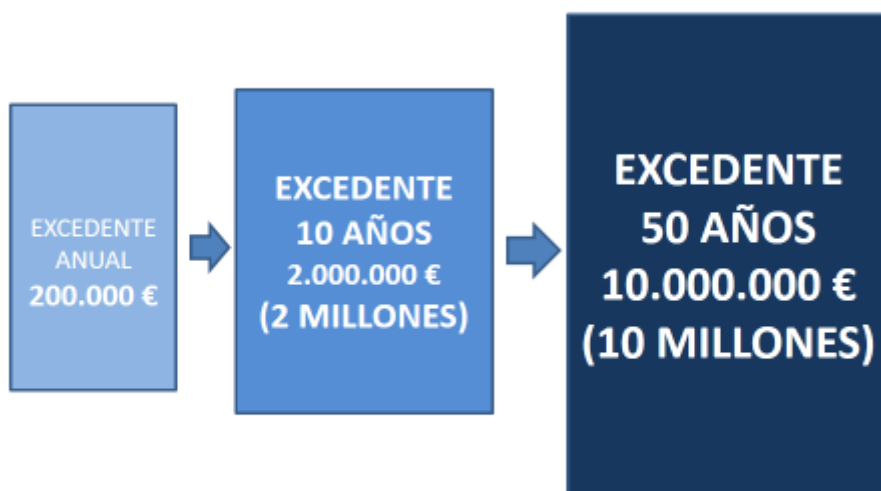 EXCEDENTE
ANUAL
200.000 €
EXCEDENTE
10 AÑOS
2.000.000 €
(2 MILLONES)
EXCEDENTE
50 AÑOS
10.000.000 €
(10 MILLONES)